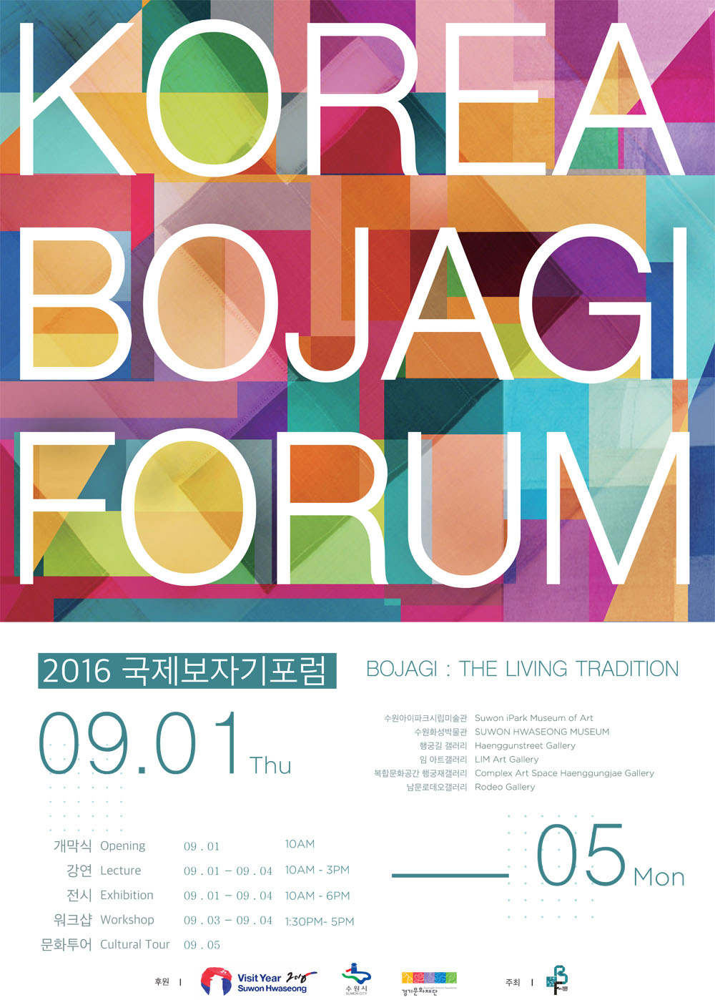 KOREA
BOJAGI
FORUM
2016 국제보자기포럼
BOJAGI : THE LIVING TRADITION
09.01 Thu
수원아이파크시립미술관 Suwon iPark Museum of Art
수원화성박물관 SUWON HWASEONG MUSEUM
행궁길 갤러리 Haenggunstreet Gallery
임 아트갤러리 LIM Art Gallery
복합문화공간 행궁재갤러리 Complex Art Space Haenggungjae Gallery
남문로데오갤러리 Rodeo Gallery
05 Mon
개막식 Opening 09 . 01 10AM
강연 Lecture 09 . 01 - 09 . 04 10AM - 3PM
전시 Exhibition 09 . 01 - 09 . 04 10AM - 6PM
워크샵 Workshop 09 . 03 - 09 . 04 1:30PM- 5PM
문화투어 Cultural Tour 09 . 05
후원 |
Visit Year 2016
Suwon Hwaseong
수원시
SUWON CITY
경기문화재단
주최 |
BF